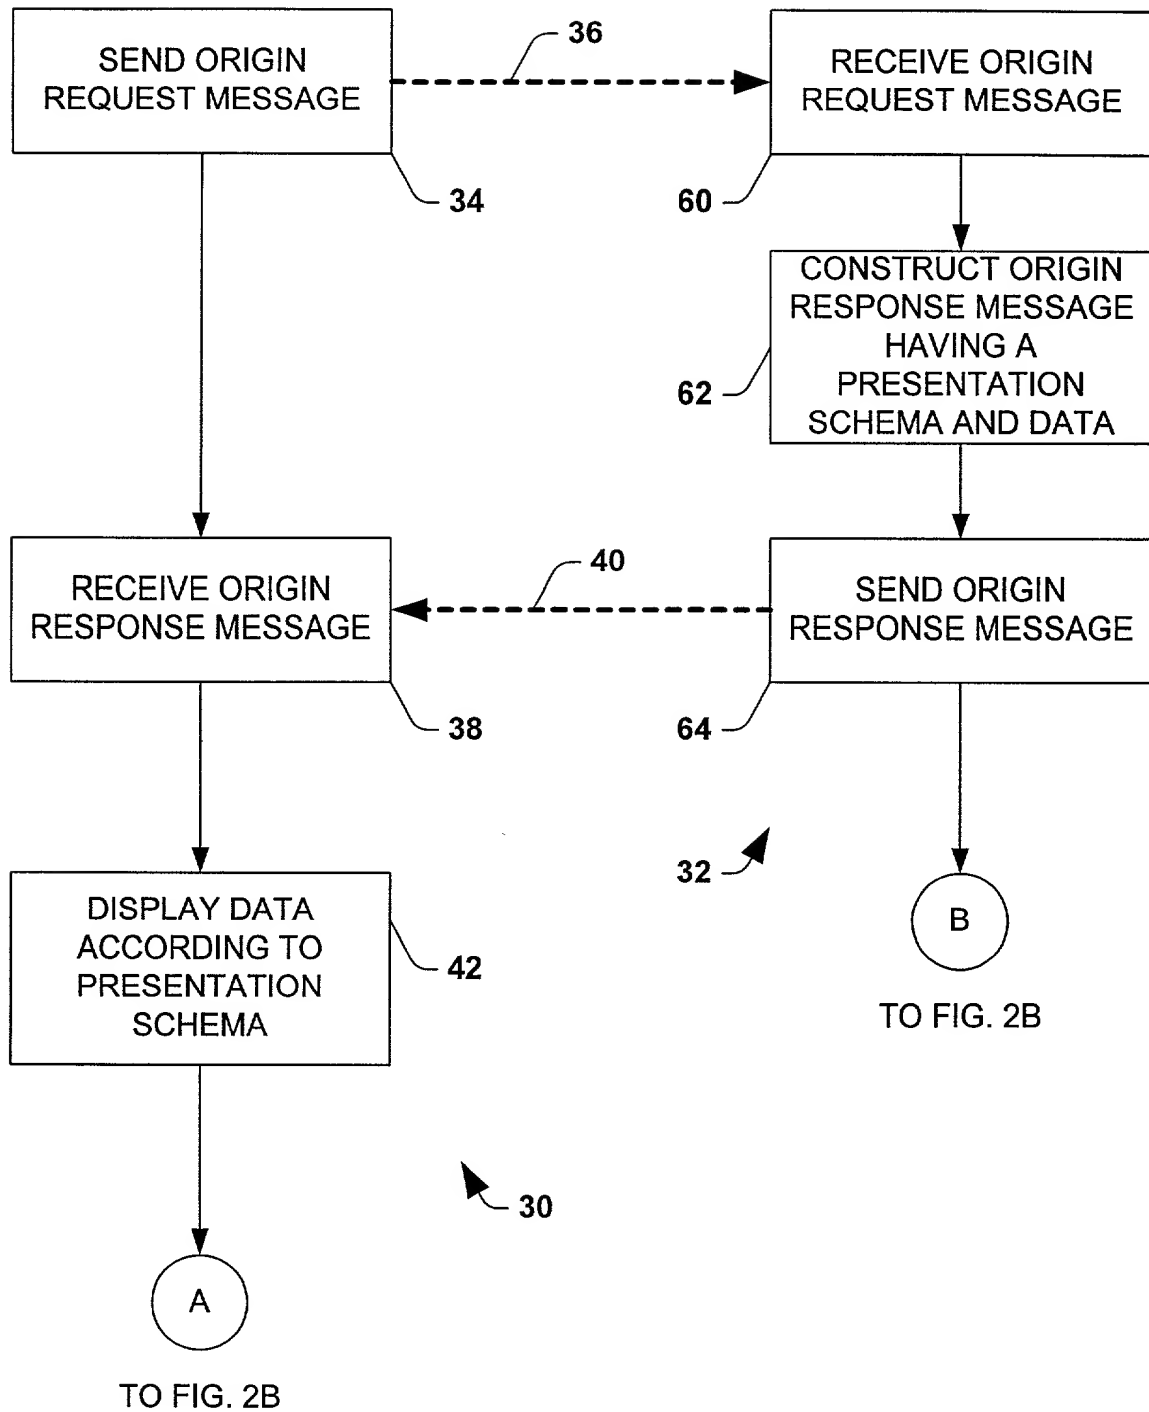 SEND ORIGIN
REQUEST MESSAGE
36
RECEIVE ORIGIN
REQUEST MESSAGE
34
60
CONSTRUCT ORIGIN
RESPONSE MESSAGE
HAVING A
PRESENTATION
SCHEMA AND DATA
62
RECEIVE ORIGIN
RESPONSE MESSAGE
40
SEND ORIGIN
RESPONSE MESSAGE
38
64
32
DISPLAY DATA
ACCORDING TO
PRESENTATION
SCHEMA
42
B
TO FIG. 2B
30
A
TO FIG. 2B